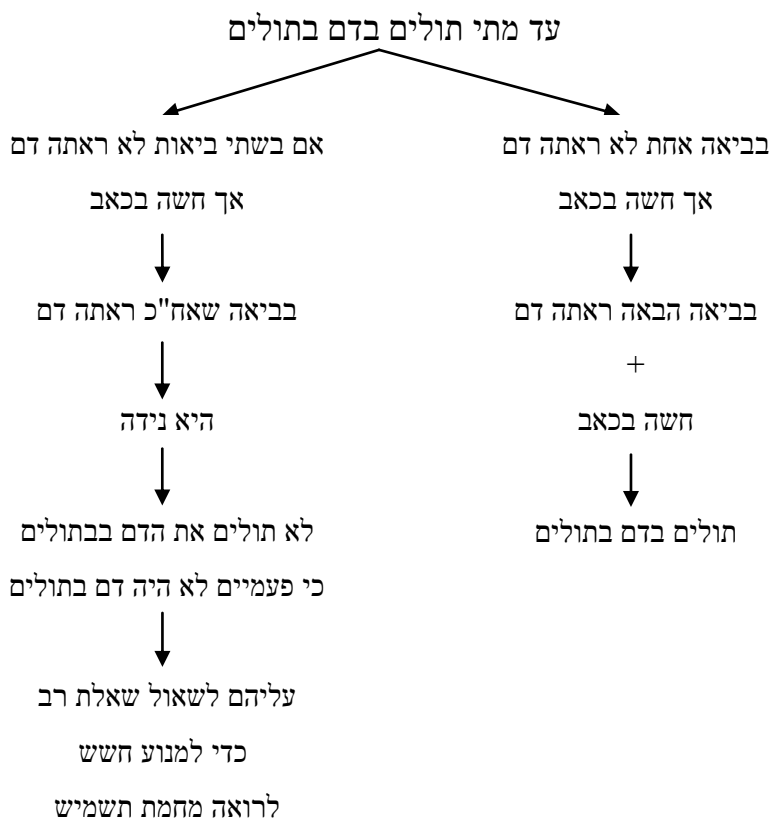 עד מתי תולים בדם בתולים
בביאה אחת לא ראתה דם
אך חשה בכאב
בביאה הבאה ראתה דם
+
חשה בכאב
תולים בדם בתולים
אם בשתי ביאות לא ראתה דם
אך חשה בכאב
בביאה שאח"כ ראתה דם
היא נידה
לא תולים את הדם בבתולים
כי פעמיים לא היה דם בתולים
עליהם לשאול שאלת רב
כדי למנוע חשש
לרואה מחמת תשמיש